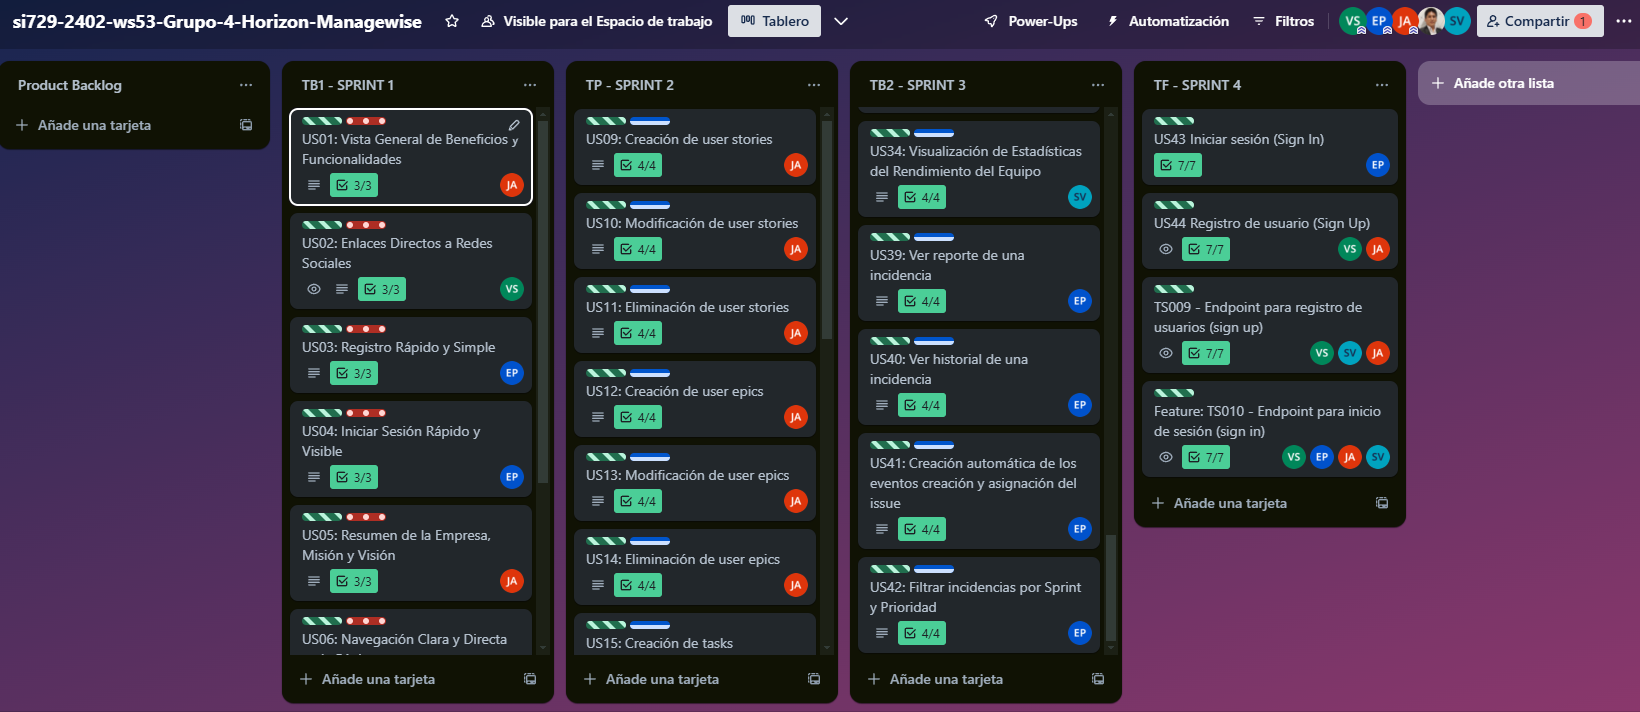 si729-2402-ws53-Grupo-4-Horizon-Managewise
Visible para el Espacio de trabajo
Tablero
Power-Ups
Automatización
Filtros
VS EP JA SV
Compartir 1
Product Backlog
Añade una tarjeta
TB1 - SPRINT 1
US01: Vista General de Beneficios y
Funcionalidades
3/3
JA
US02: Enlaces Directos a Redes
Sociales
3/3
VS
US03: Registro Rápido y Simple
3/3
EP
US04: Iniciar Sesión Rápido y
Visible
3/3
EP
US05: Resumen de la Empresa,
Misión y Visión
3/3
JA
US06: Navegación Clara y Directa
Añade una tarjeta
TP - SPRINT 2
US09: Creación de user stories
4/4
JA
US10: Modificación de user stories
4/4
JA
US11: Eliminación de user stories
4/4
JA
US12: Creación de user epics
4/4
JA
US13: Modificación de user epics
4/4
JA
US14: Eliminación de user epics
4/4
JA
US15: Creación de tasks
Añade una tarjeta
TB2 - SPRINT 3
US34: Visualización de Estadísticas
del Rendimiento del Equipo
4/4
SV
US39: Ver reporte de una
incidencia
4/4
EP
US40: Ver historial de una
incidencia
4/4
EP
US41: Creación automática de los
eventos creación y asignación del
issue
4/4
EP
US42: Filtrar incidencias por Sprint
y Prioridad
4/4
EP
Añade una tarjeta
TF - SPRINT 4
US43 Iniciar sesión (Sign In)
7/7
EP
US44 Registro de usuario (Sign Up)
7/7
VS JA
TS009 - Endpoint para registro de
usuarios (sign up)
7/7
VS SV JA
Feature: TS010 - Endpoint para inicio
de sesión (sign in)
7/7
VS EP JA SV
Añade una tarjeta
Añade otra lista